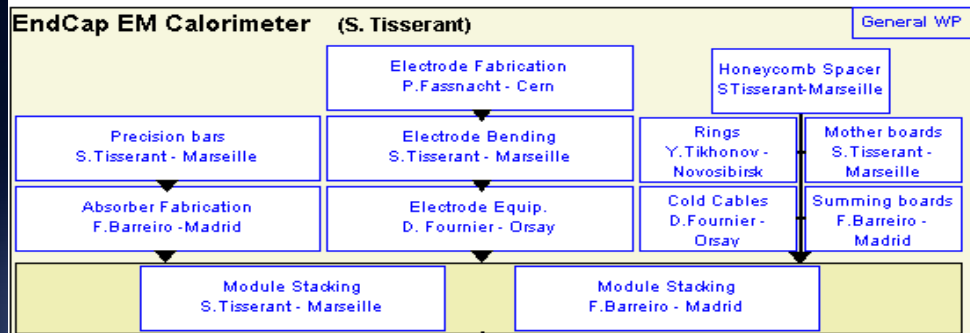 EndCap EM Calorimeter (S. Tisserant)
General WP
Electrode Fabrication
P.Fassnacht - Cern
Honeycomb Spacer
STisserant-Marseille
Precision bars
S.Tisserant - Marseille
Electrode Bending
S.Tisserant - Marseille
Rings
Y.Tikhonov -
Novosibirsk
Mother boards
S.Tisserant -
Marseille
Absorber Fabrication
F.Barreiro -Madrid
Electrode Equip.
D. Fournier - Orsay
Cold Cables
D.Fournier -
Orsay
Summing boards
F.Barreiro -
Madrid
Module Stacking
S.Tisserant - Marseille
Module Stacking
F.Barreiro - Madrid